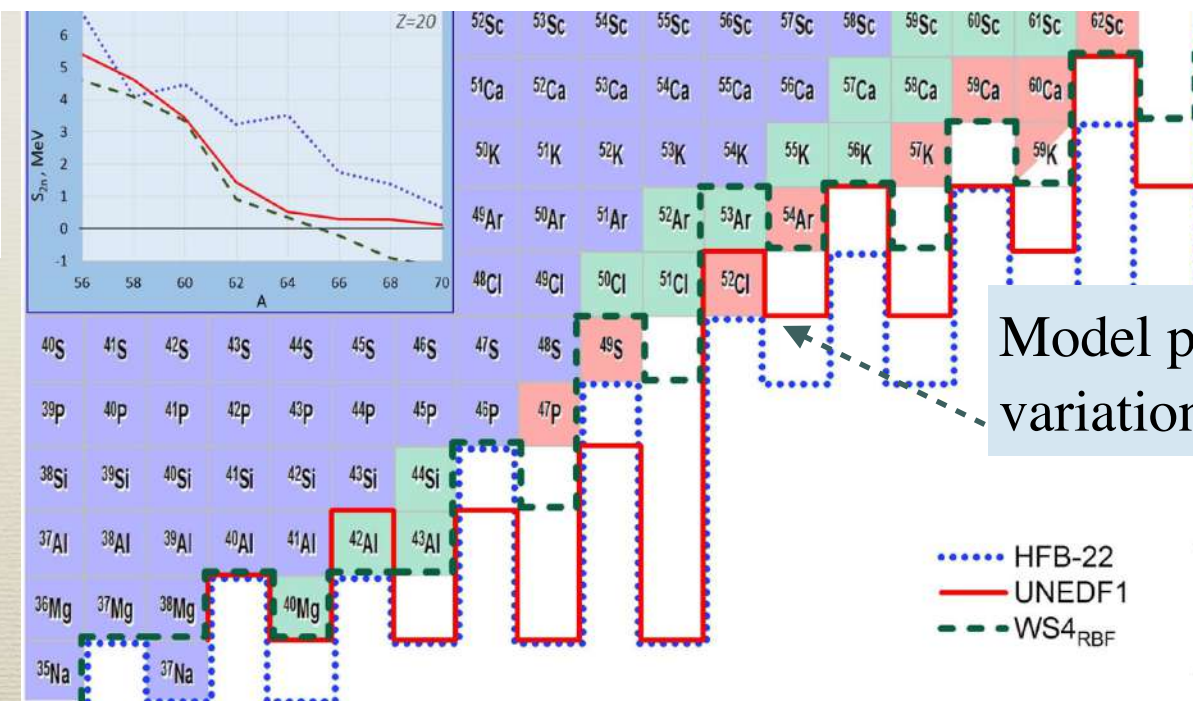 Z=20
6
5
4
3
2
1
0
-1
S2n, MeV
56 58 60 62 64 66 68 70
A
52Sc 53Sc 54Sc 55Sc 56Sc 57Sc 58Sc 59Sc 60Sc 61Sc 62Sc
51Ca 52Ca 53Ca 54Ca 55Ca 56Ca 57Ca 58Ca 59Ca 60Ca
50K 51K 52K 53K 54K 55K 56K 57K 59K
49Ar 50Ar 51Ar 52Ar 53Ar 54Ar
48Cl 49Cl 50Cl 51Cl 52Cl
40S 41S 42S 43S 44S 45S 46S 47S 48S 49S
39P 40P 41P 42P 43P 44P 45P 46P 47P
38Si 39Si 40Si 41Si 42Si 43Si 44Si
37Al 38Al 39Al 40Al 41Al 42Al 43Al
36Mg 37Mg 38Mg 40Mg
35Na 37Na
Model p
variation
HFB-22
UNEDF1
WS4RBF